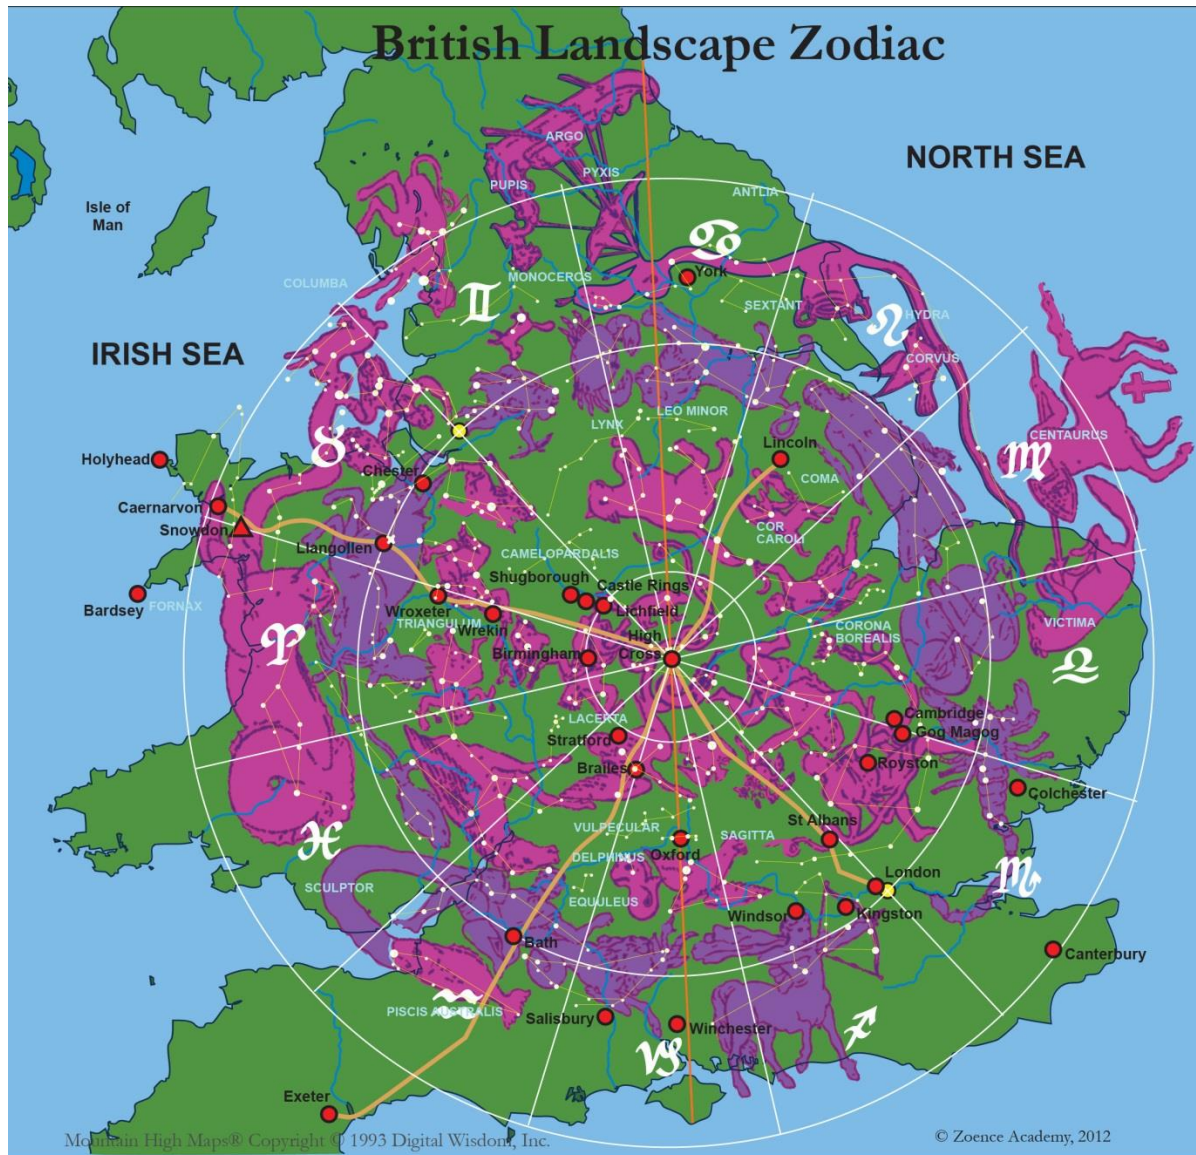 British Landscape Zodiac
NORTH SEA
ARGO
PYXIS
PUPIS
ANTLIA
Isle of
Man
♋
York
MONOCEROS
COLUMBA
♊
SEXTANT
♌
HYDRA
IRISH SEA
CORVUS
LEO MINOR
LYNX
CENTAURUS
♍
♉
Lincoln
Holyhead
Chester
COMA
Caernarvon
Snowdon
COR
CAROLI
Llangollen
CAMELOPARDALIS
Shugborough
Castle Rings
Bardsey
FORNAX
Wroxeter
Lichfield
TRIANGULUM
Wrekin
VICTIMA
CORONA
BOREALIS
High
Cross
♈
Birmingham
♎
LACERTA
Cambridge
Gog Magog
Stratford
Brailes
Royston
Colchester
♓
VULPECULAR
SAGITTA
St Albans
DELPHINUS
Oxford
SCULPTOR
EQUULEUS
London
♏
Windsor
Kingston
Bath
Canterbury
♒
PISCIS AUSTRALIS
Salisbury
Winchester
♐
♑
Exeter
Mountain High Maps® Copyright © 1993 Digital Wisdom, Inc.
© Zoence Academy, 2012